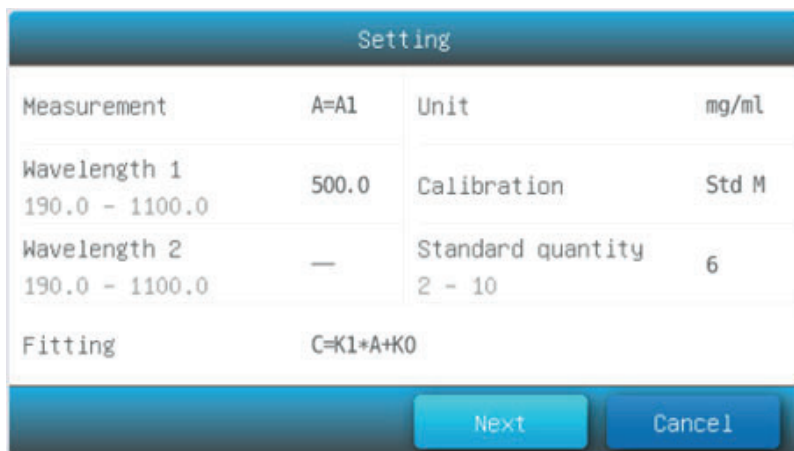 Setting
Measurement A=A1 Unit mg/ml
Wavelength 1
190.0 - 1100.0
500.0 Calibration Std M
Wavelength 2
190.0 - 1100.0
— Standard quantity
2 - 10
6
Fitting C=K1*A+K0
Next Cancel